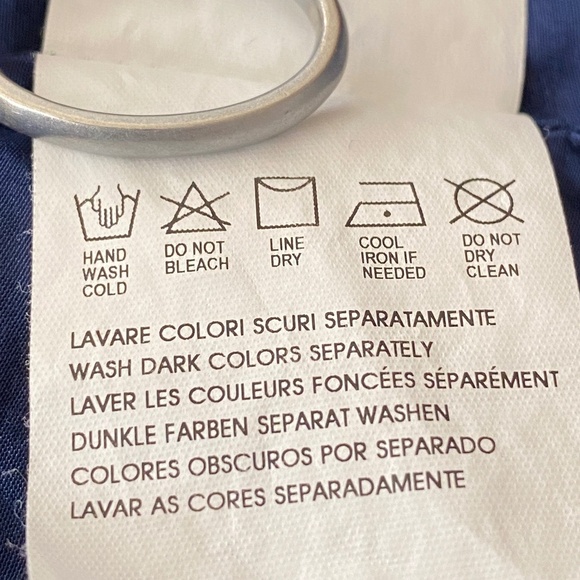 HAND
WASH
COLD
DO NOT
BLEACH
LINE
DRY
COOL
IRON IF
NEEDED
DO NOT
DRY
CLEAN
LAVARE COLORI SCURI SEPARATAMENTE
WASH DARK COLORS SEPARATELY
LAVER LES COULEURS FONCÉES SÉPARÉMENT
DUNKLE FARBEN SEPARAT WASHEN
COLORES OBSCUROS POR SEPARADO
LAVAR AS CORES SEPARADAMENTE